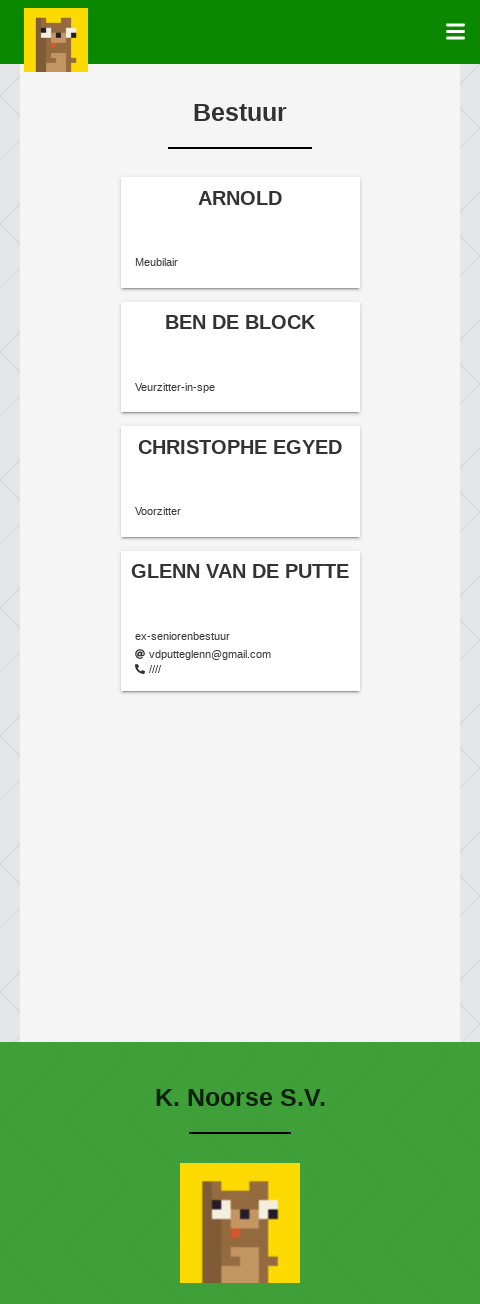 Bestuur
ARNOLD
Meubilair
BEN DE BLOCK
Veurzitter-in-spe
CHRISTOPHE EGYED
Voorzitter
GLENN VAN DE PUTTE
ex-seniorenbestuur
@ vdputteglenn@gmail.com
////
K. Noorse S.V.